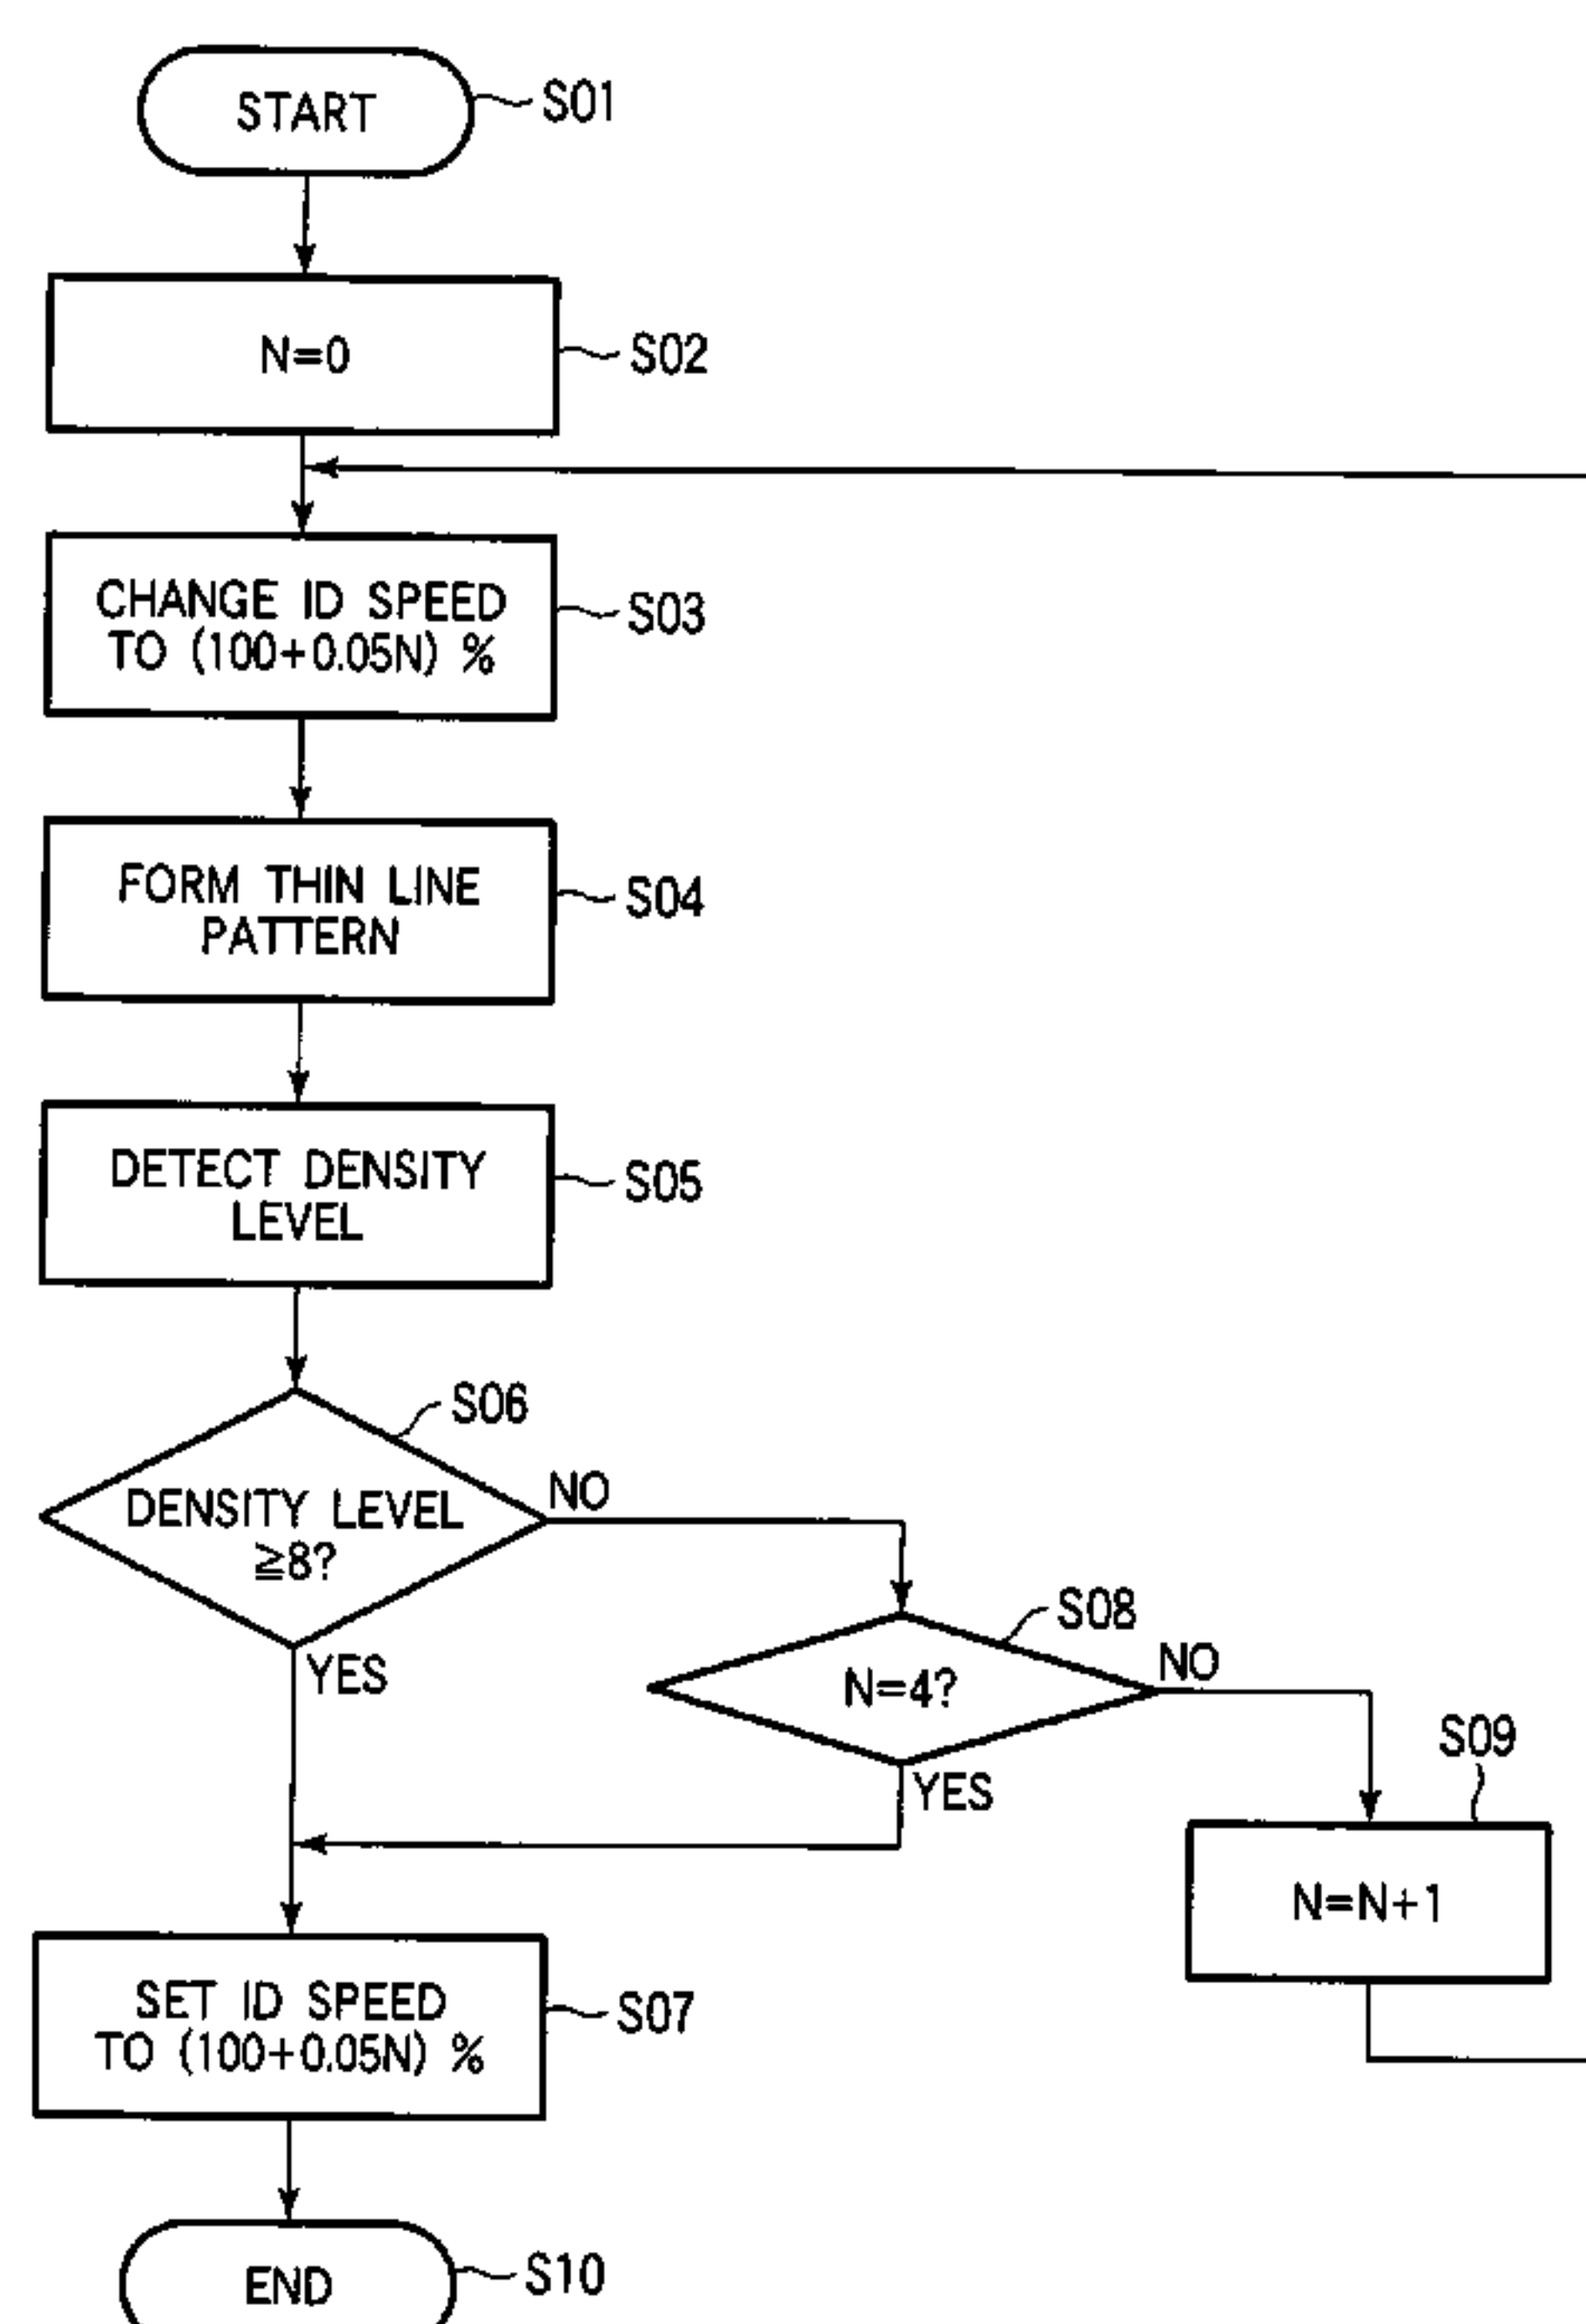 START
S01
N=0
S02
CHANGE ID SPEED
TO (100+0.05N) %
S03
FORM THIN LINE
PATTERN
S04
DETECT DENSITY
LEVEL
S05
S06
DENSITY LEVEL
≧8?
NO
YES
S08
N=4?
NO
YES
S09
N=N+1
SET ID SPEED
TO (100+0.05N) %
S07
END
S10